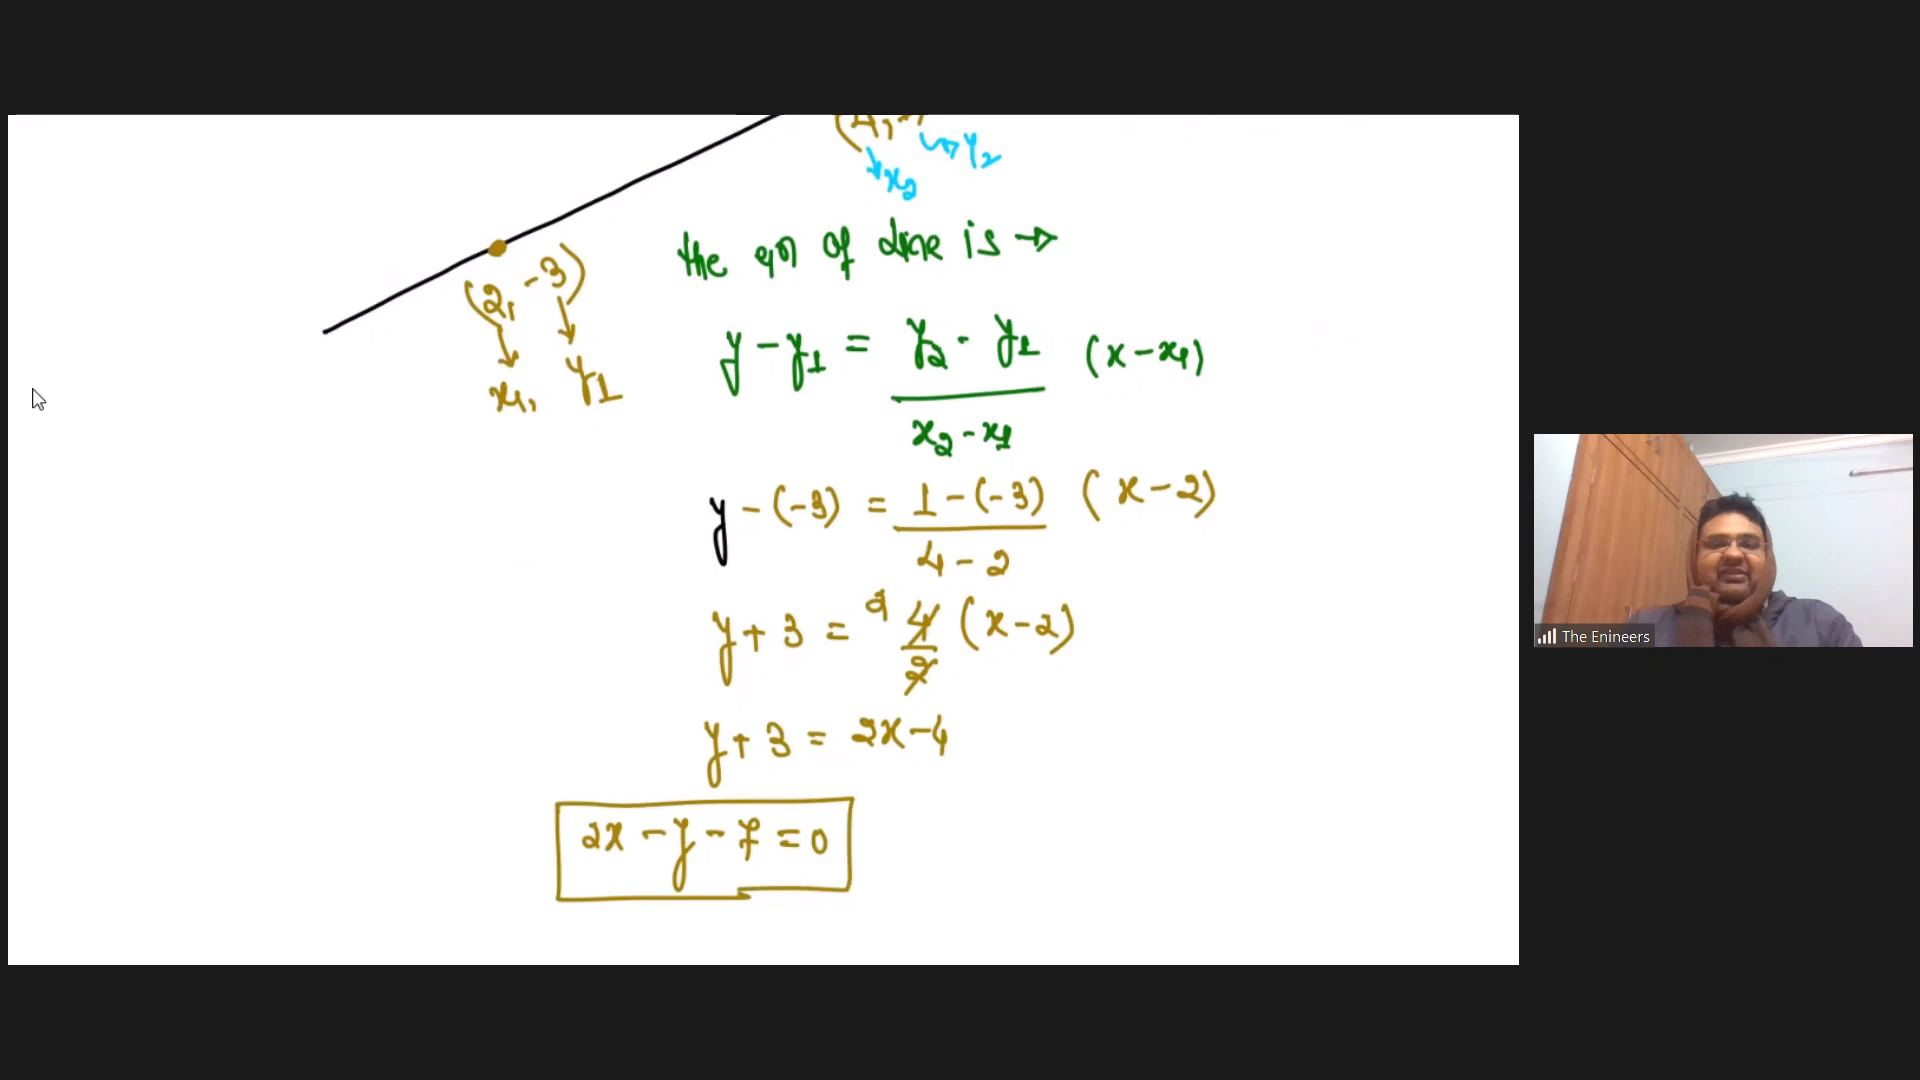 (4,
x2
y2
(2, -3)
x1, y1
the eqn of line is →
y - y1 = y2 - y1 (x - x1)
x2 - x1
y - (-3) = 1 - (-3) (x - 2)
4 - 2
y + 3 = 2 4 (x - 2)
2
y + 3 = 2x - 4
2x - y - 7 = 0
The Enineers